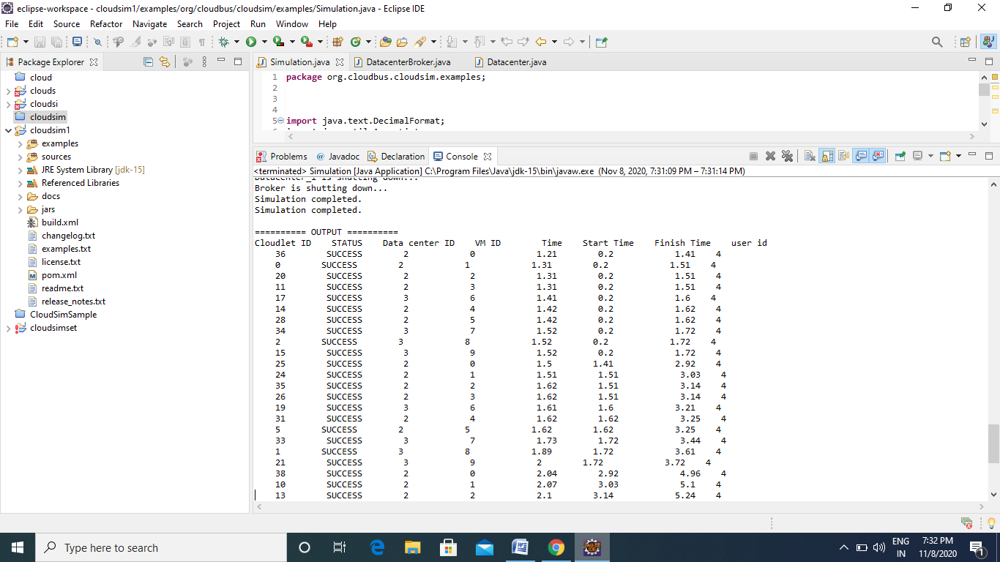 eclipse-workspace - cloudsim1/examples/org/cloudbus/cloudsim/examples/Simulation.java - Eclipse IDE
File Edit Source Refactor Navigate Search Project Run Window Help
Package Explorer
cloud
clouds
cloudsi
cloudsim
cloudsim1
examples
sources
JRE System Library [jdk-15]
Referenced Libraries
docs
jars
build.xml
changelog.txt
examples.txt
license.txt
pom.xml
readme.txt
release_notes.txt
CloudSimSample
cloudsimset
Simulation.java DatacenterBroker.java Datacenter.java
1 package org.cloudbus.cloudsim.examples;
2
3
4
5 import java.text.DecimalFormat;
Problems @ Javadoc Declaration Console
<terminated> Simulation [Java Application] C:\Program Files\Java\jdk-15\bin\javaw.exe (Nov 8, 2020, 7:31:09 PM – 7:31:14 PM)
Datacenter_1 is shutting down...
Broker is shutting down...
Simulation completed.
Simulation completed.
========== OUTPUT ==========
Cloudlet ID STATUS Data center ID VM ID Time Start Time Finish Time user id
36 SUCCESS 2 0 1.21 0.2 1.41 4
0 SUCCESS 2 1 1.31 0.2 1.51 4
20 SUCCESS 2 2 1.31 0.2 1.51 4
11 SUCCESS 2 3 1.31 0.2 1.51 4
17 SUCCESS 3 6 1.41 0.2 1.6 4
14 SUCCESS 2 4 1.42 0.2 1.62 4
28 SUCCESS 2 5 1.42 0.2 1.62 4
34 SUCCESS 3 7 1.52 0.2 1.72 4
2 SUCCESS 3 8 1.52 0.2 1.72 4
15 SUCCESS 3 9 1.52 0.2 1.72 4
25 SUCCESS 2 0 1.5 1.41 2.92 4
24 SUCCESS 2 1 1.51 1.51 3.03 4
35 SUCCESS 2 2 1.62 1.51 3.14 4
26 SUCCESS 2 3 1.62 1.51 3.14 4
19 SUCCESS 3 6 1.61 1.6 3.21 4
31 SUCCESS 2 4 1.62 1.62 3.25 4
5 SUCCESS 2 5 1.62 1.62 3.25 4
33 SUCCESS 3 7 1.73 1.72 3.44 4
1 SUCCESS 3 8 1.89 1.72 3.61 4
21 SUCCESS 3 9 2 1.72 3.72 4
38 SUCCESS 2 0 2.04 2.92 4.96 4
10 SUCCESS 2 1 2.07 3.03 5.1 4
13 SUCCESS 2 2 2.1 3.14 5.24 4
Type here to search
ENG
IN
7:32 PM
11/8/2020
1